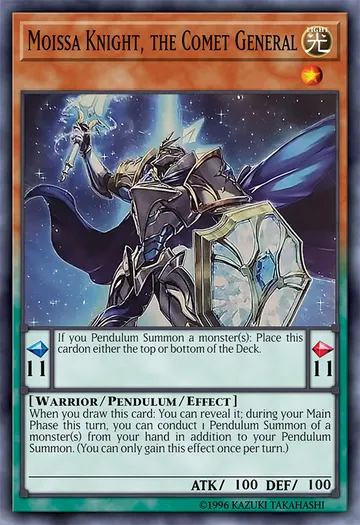 MOISSA KNIGHT, THE COMET GENERAL
LIGHT
光
If you Pendulum Summon a monster(s): Place this
cardon either the top or bottom of the Deck.
11
11
[WARRIOR/PENDULUM/EFFECT]
When you draw this card: You can reveal it; during your Main
Phase this turn, you can conduct 1 Pendulum Summon of a
monster(s) from your hand in addition to your Pendulum
Summon. (You can only gain this effect once per turn.)
ATK/ 100 DEF/ 100
©1996 KAZUKI TAKAHASHI